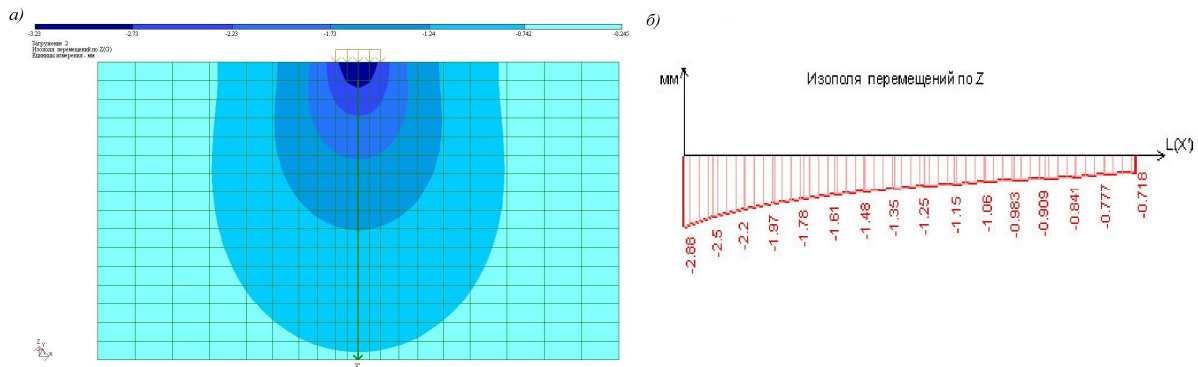 а)
-3.23 -2.73 -2.23 -1.73 -1.24 -0.742 -0.245
Загружение 2
Изополя перемещений по Z(G)
Единицы измерения - мм
Z
Y
X
X'
б)
мм
Изополя перемещений по Z
L(X')
-2.88 -2.5 -2.2 -1.97 -1.78 -1.61 -1.48 -1.35 -1.25 -1.15 -1.06 -0.983 -0.909 -0.841 -0.777 -0.718